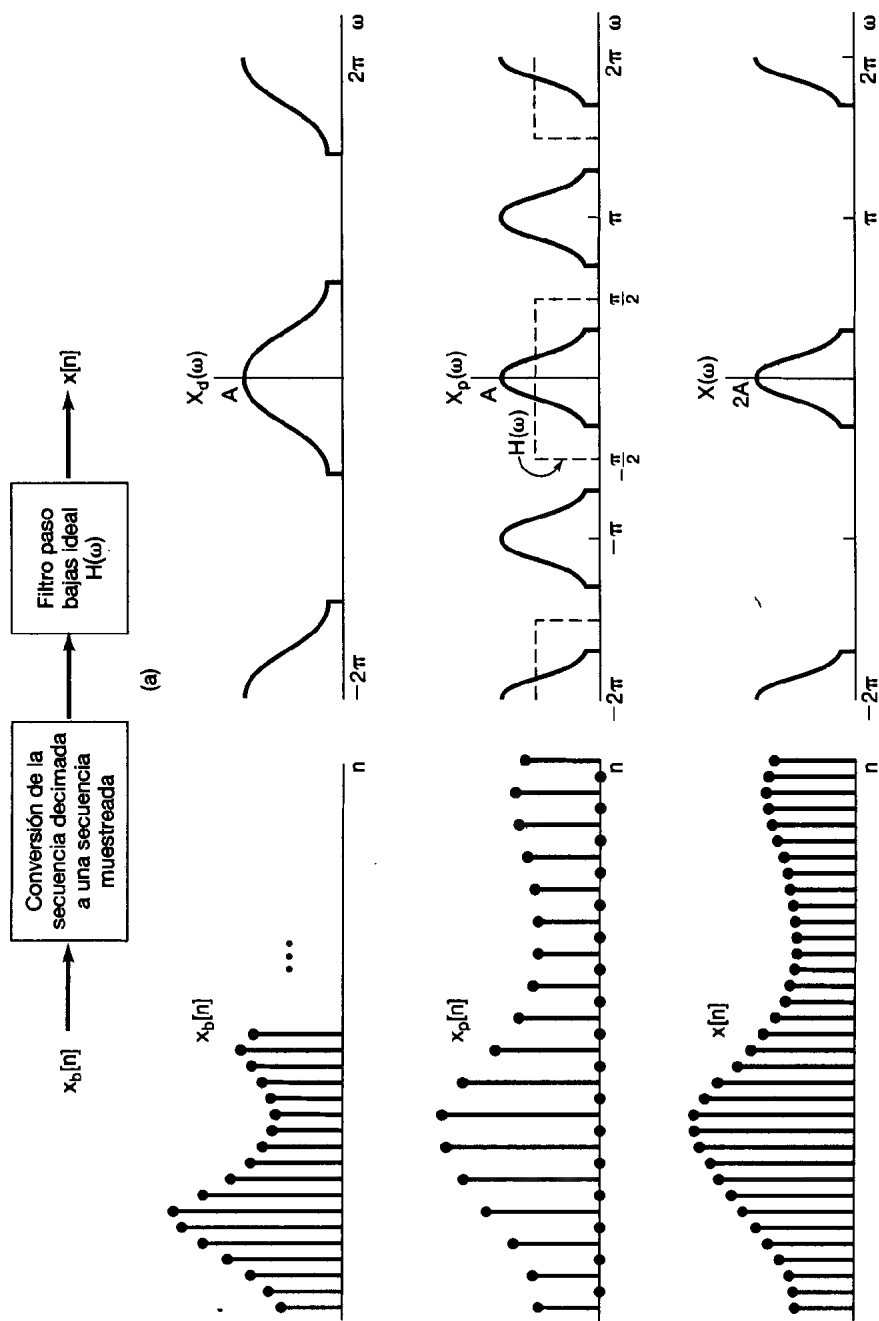 x_b[n]
Conversión de la
secuencia decimada
a una secuencia
muestreada
Filtro paso
bajas ideal
H(ω)
x[n]
(a)
x_b[n]
...
n
X_d(ω)
A
−2π
2π
ω
x_p[n]
n
X_p(ω)
A
H(ω)
−2π
−π
−π/2
π/2
π
2π
ω
x[n]
X(ω)
2A
−2π
π
2π
ω